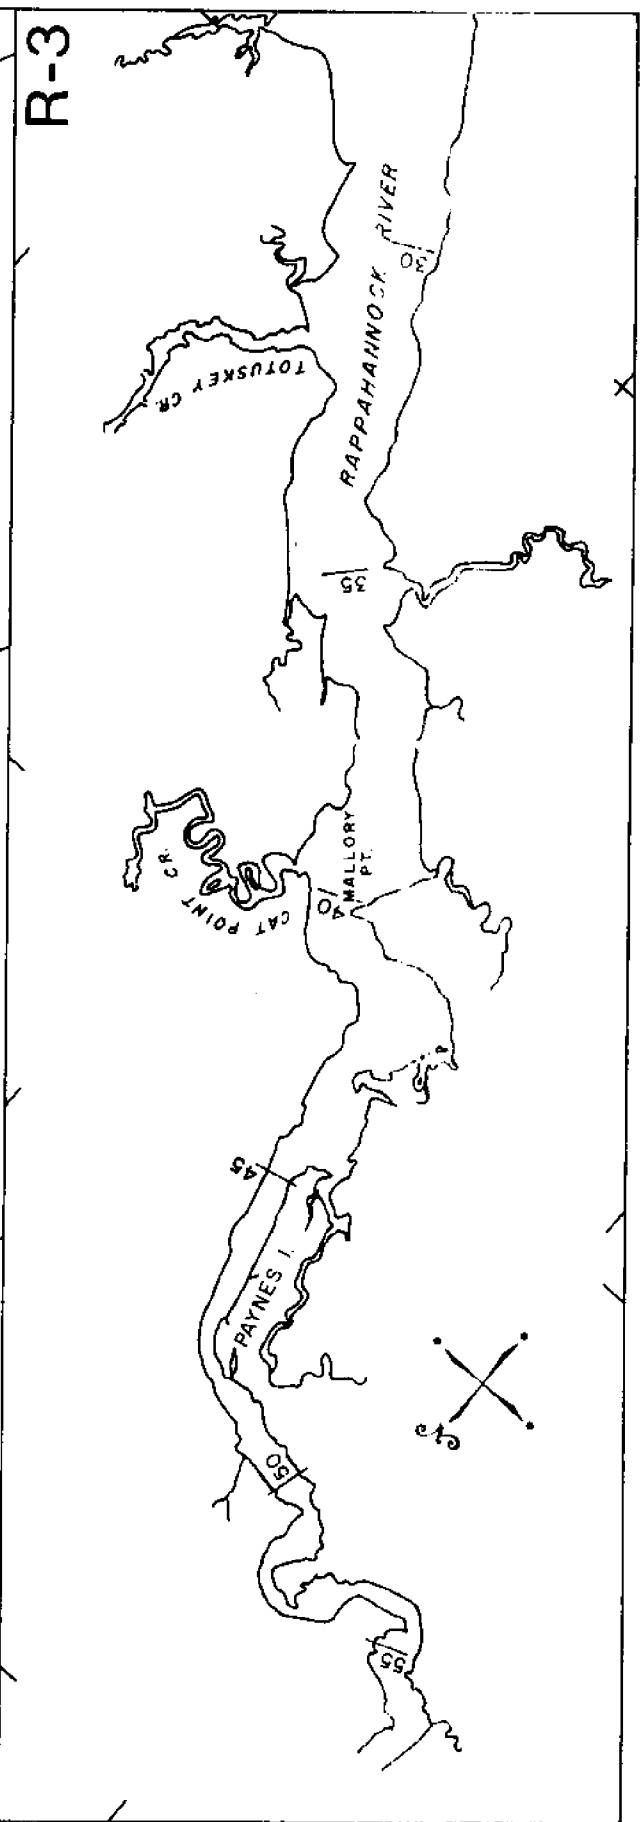 R-3
RAPPAHANNOCK RIVER
30
TOTUSKEY CR.
35
CAT POINT CR.
40
MALLORY
PT.
45
PAYNES I.
50
N
55